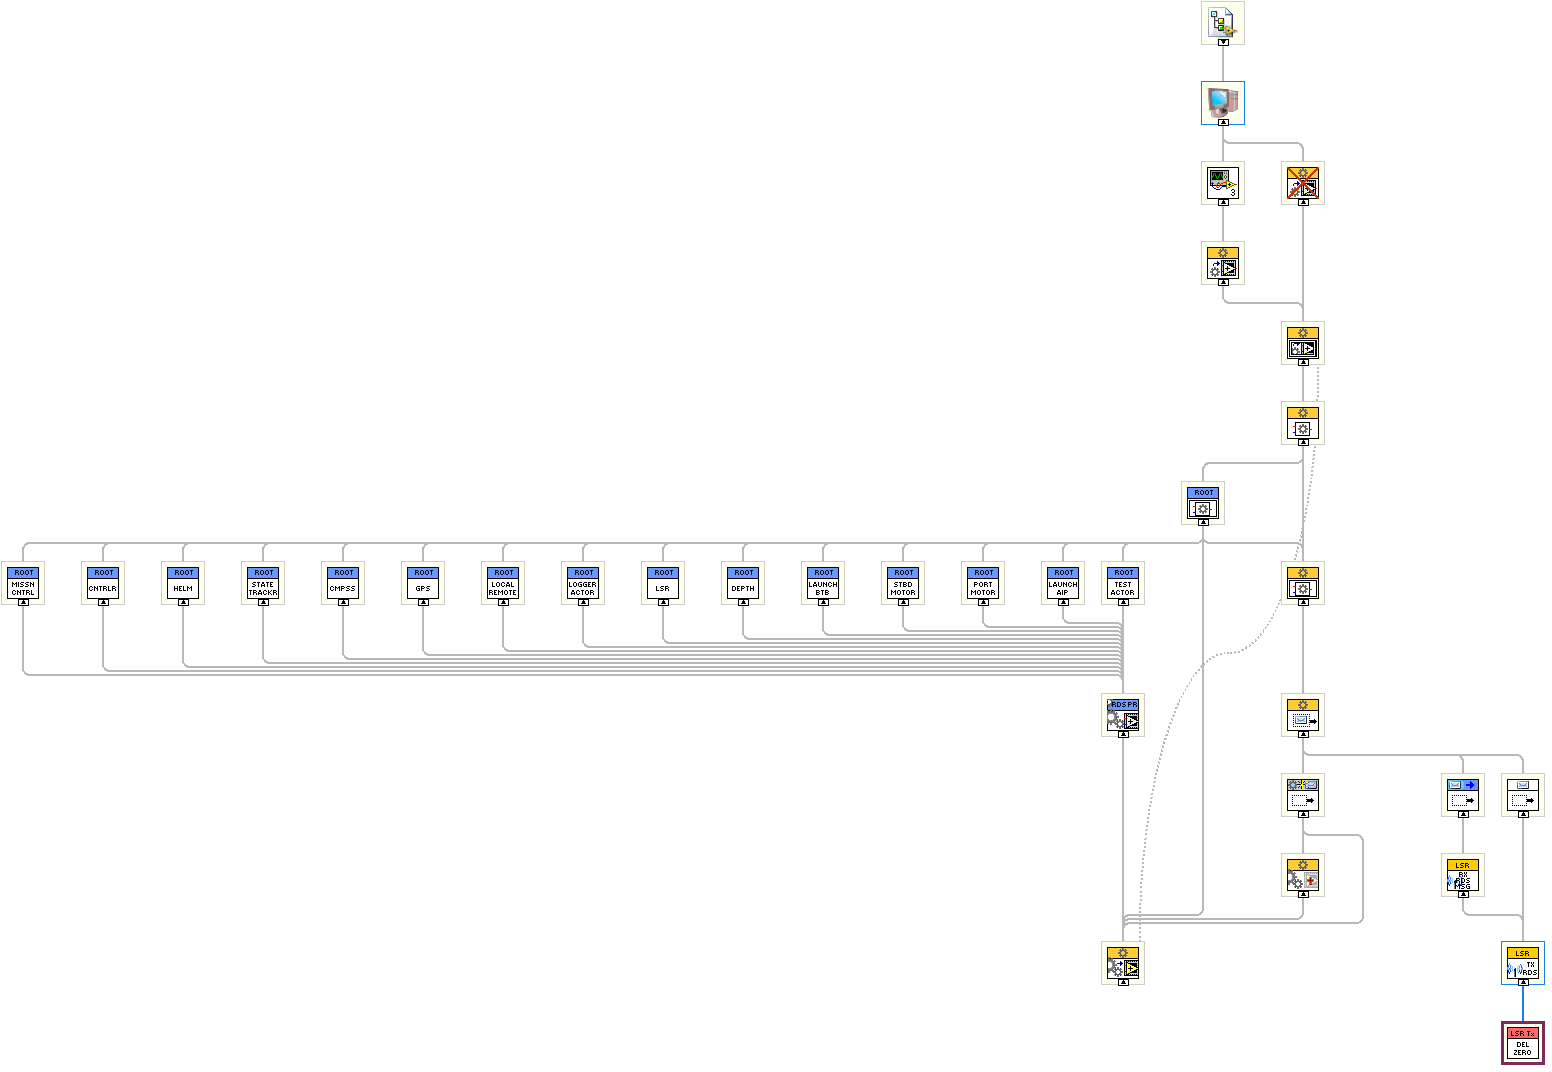 3
ROOT
ROOT
MISSN
CNTRL
ROOT
CNTRLR
ROOT
HELM
ROOT
STATE
TRACKR
ROOT
CMPSS
ROOT
GPS
ROOT
LOCAL
REMOTE
ROOT
LOGGER
ACTOR
ROOT
LSR
ROOT
DEPTH
ROOT
LAUNCH
BTB
ROOT
STBD
MOTOR
ROOT
PORT
MOTOR
ROOT
LAUNCH
AIP
ROOT
TEST
ACTOR
RDSPR
LSR
RX
RDS
MSG
LSR
TX
RDS
LSR Tx
DEL
ZERO